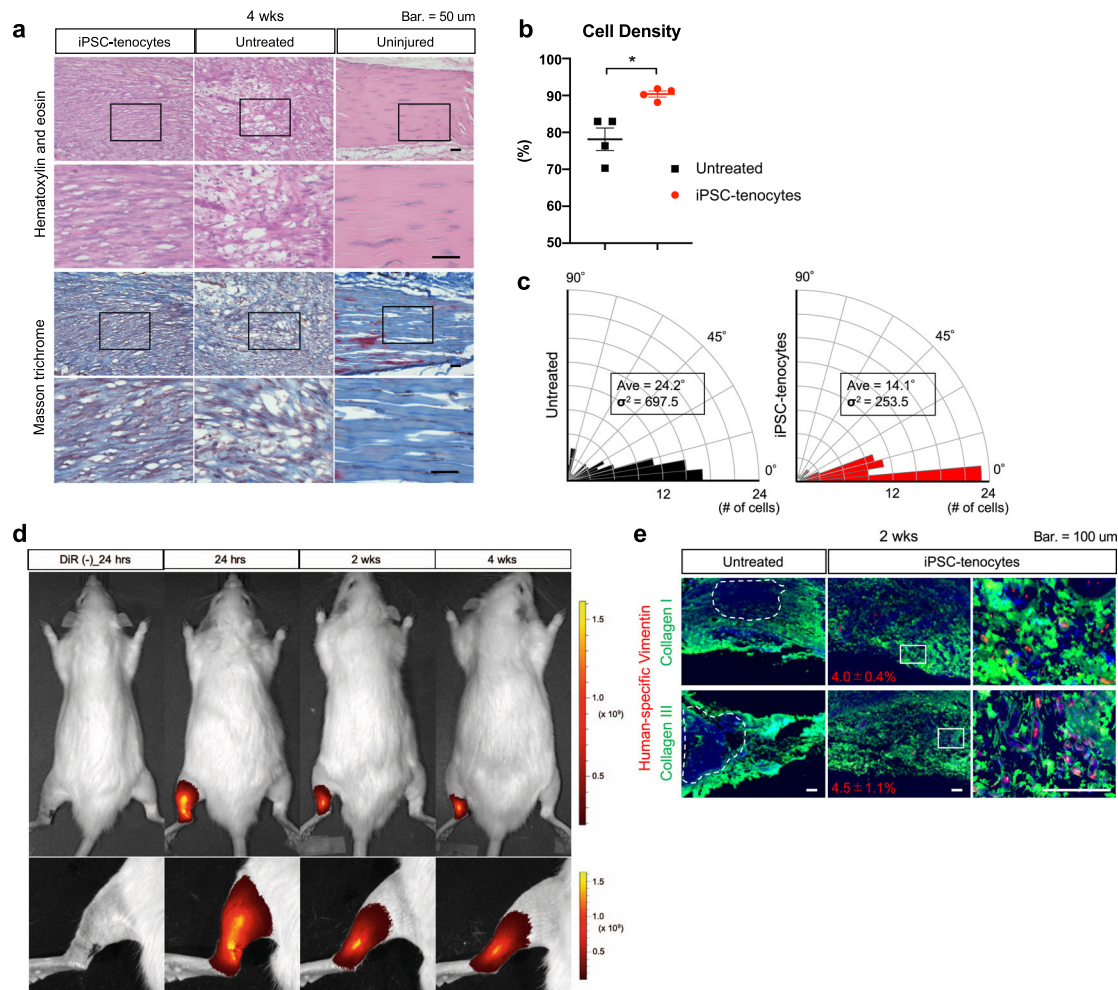 a
4 wks
Bar. = 50 um
iPSC-tenocytes
Untreated
Uninjured
Hematoxylin and eosin
Masson trichrome
b
Cell Density
100
90
80
70
60
50
(%)
*
Untreated
iPSC-tenocytes
c
90°
45°
Untreated
Ave = 24.2°
σ² = 697.5
0°
12
24
(# of cells)
90°
45°
iPSC-tenocytes
Ave = 14.1°
σ² = 253.5
0°
12
24
(# of cells)
d
DiR (-)_24 hrs
24 hrs
2 wks
4 wks
1.5
1.0
(x 10⁹)
0.5
1.5
1.0
(x 10⁹)
0.5
e
2 wks
Bar. = 100 um
Untreated
iPSC-tenocytes
Human-specific Vimentin
Collagen I
Collagen III
4.0 ± 0.4%
4.5 ± 1.1%